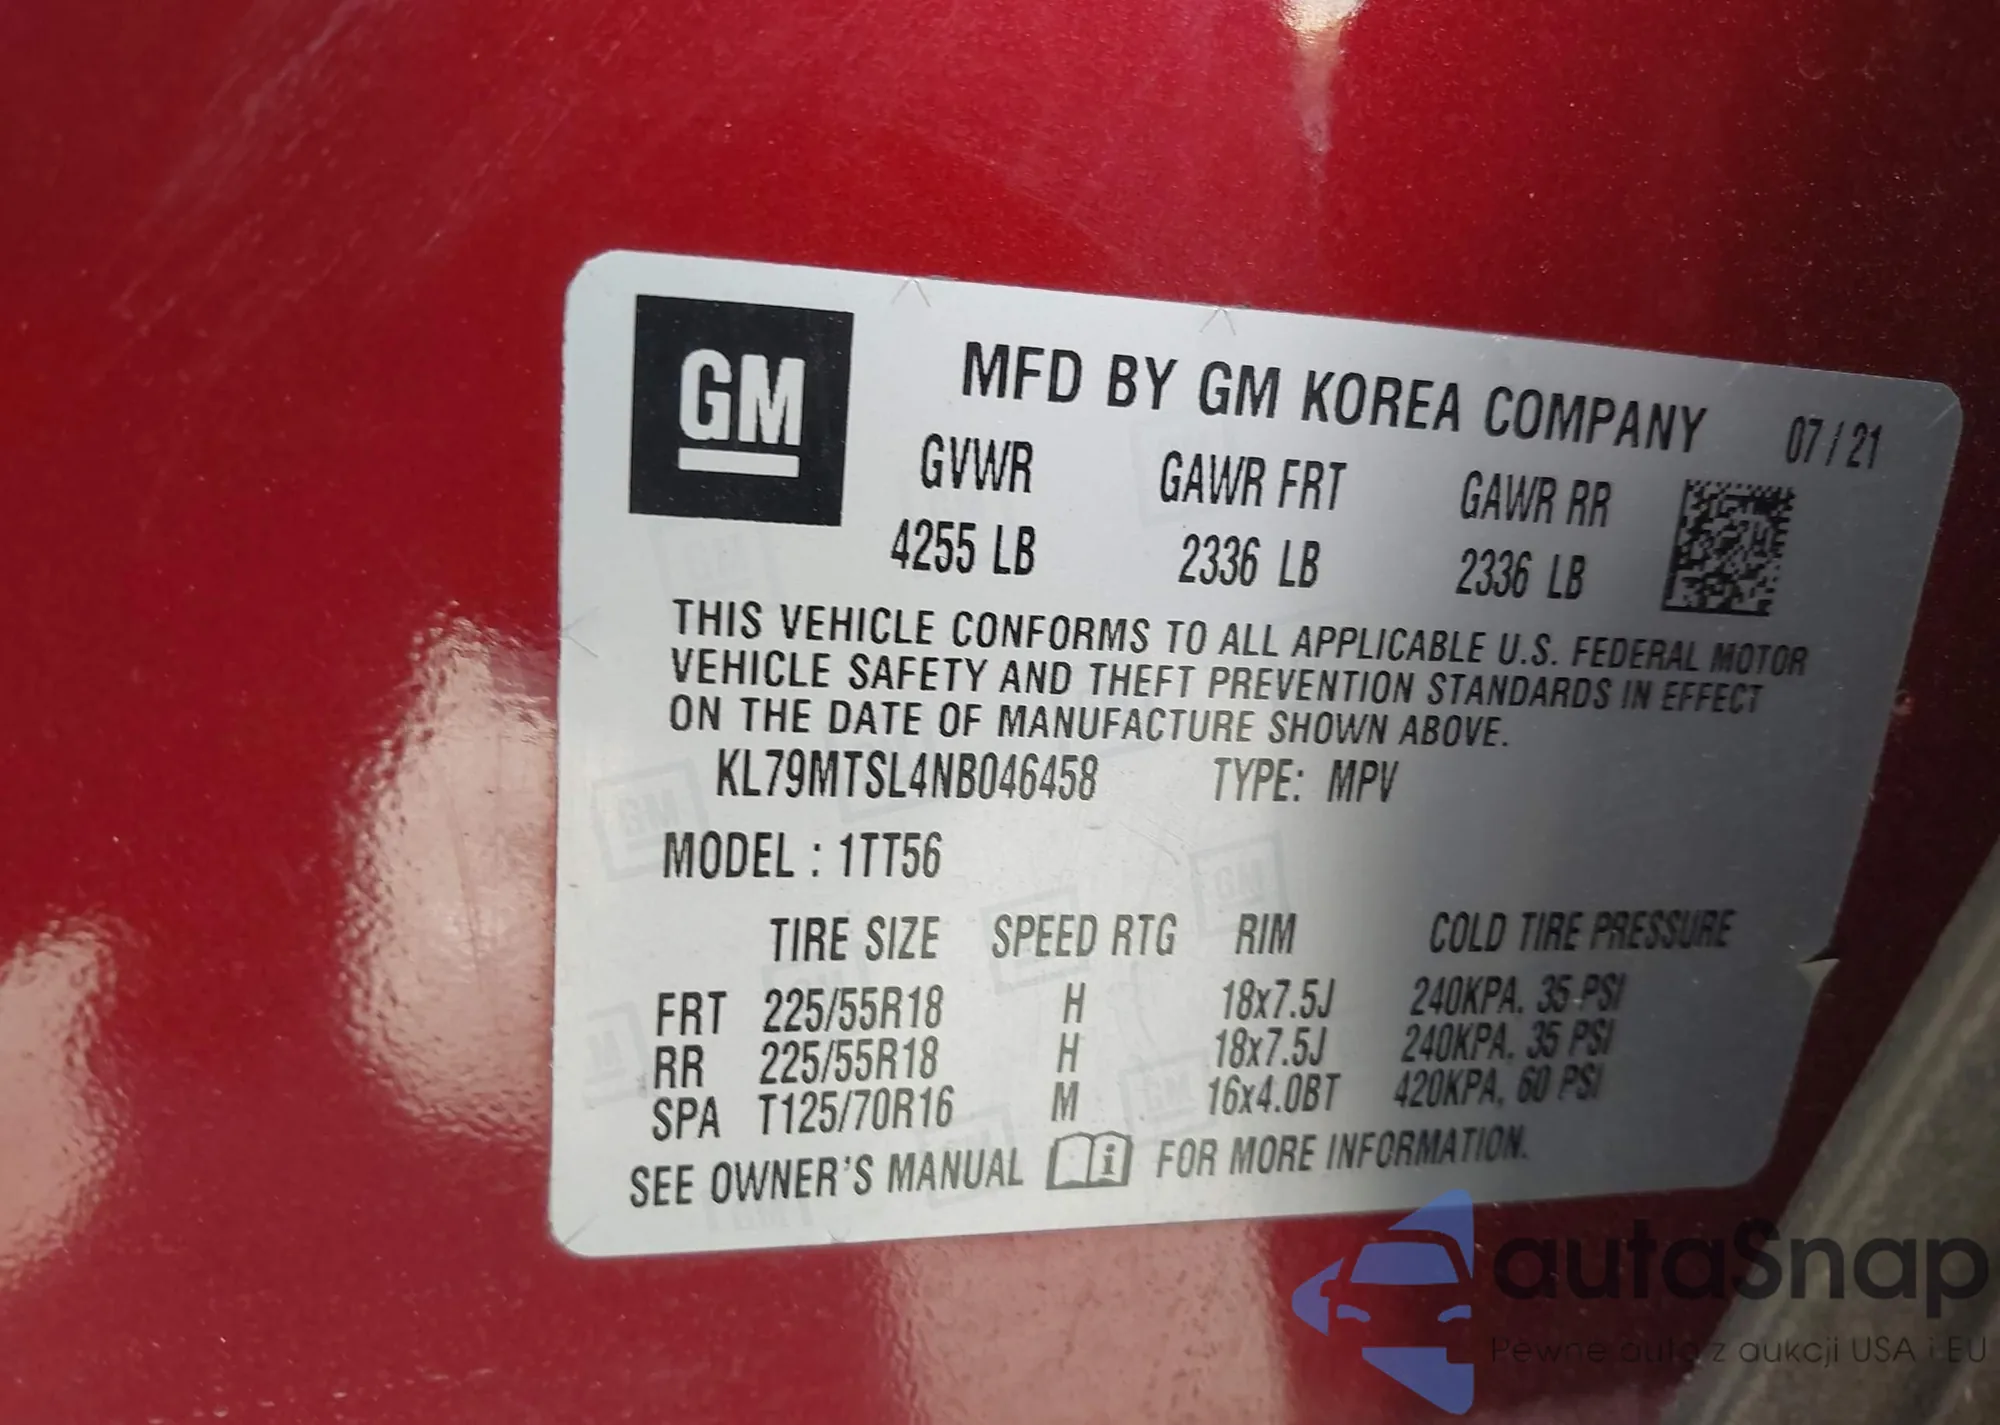 GM
MFD BY GM KOREA COMPANY 07/21
GVWR GAWR FRT GAWR RR
4255 LB 2336 LB 2336 LB
THIS VEHICLE CONFORMS TO ALL APPLICABLE U.S. FEDERAL MOTOR
VEHICLE SAFETY AND THEFT PREVENTION STANDARDS IN EFFECT
ON THE DATE OF MANUFACTURE SHOWN ABOVE.
KL79MTSL4NB046458 TYPE: MPV
MODEL : 1TT56
TIRE SIZE SPEED RTG RIM COLD TIRE PRESSURE
FRT 225/55R18 H 18x7.5J 240KPA, 35 PSI
RR 225/55R18 H 18x7.5J 240KPA, 35 PSI
SPA T125/70R16 M 16x4.0BT 420KPA, 60 PSI
SEE OWNER'S MANUAL i FOR MORE INFORMATION.
autaSnap
Pewne auta z aukcji USA i EU